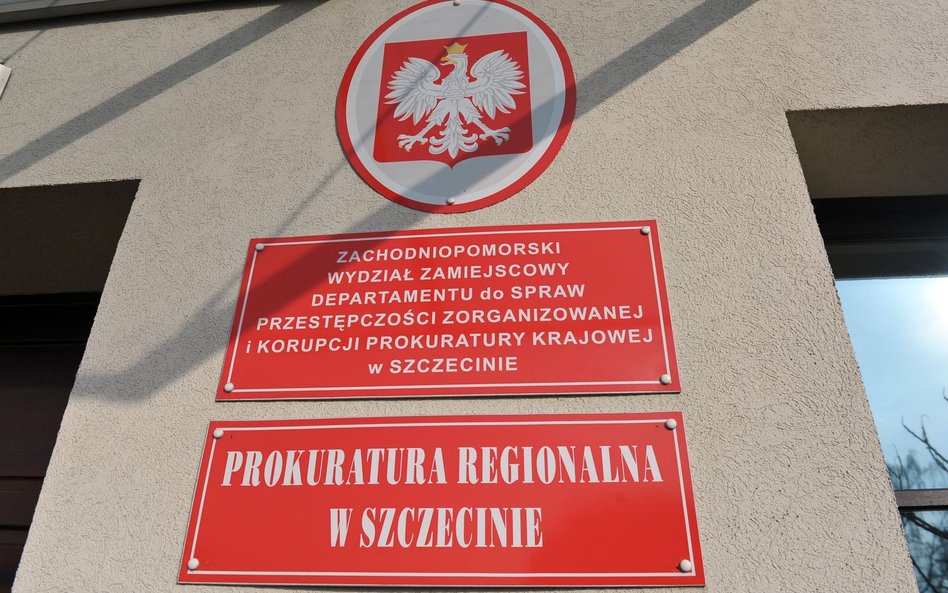 ZACHODNIOPOMORSKI
WYDZIAŁ ZAMIEJSCOWY
DEPARTAMENTU do SPRAW
PRZESTĘPCZOŚCI ZORGANIZOWANEJ
i KORUPCJI PROKURATURY KRAJOWEJ
w SZCZECINIE
PROKURATURA REGIONALNA
W SZCZECINIE